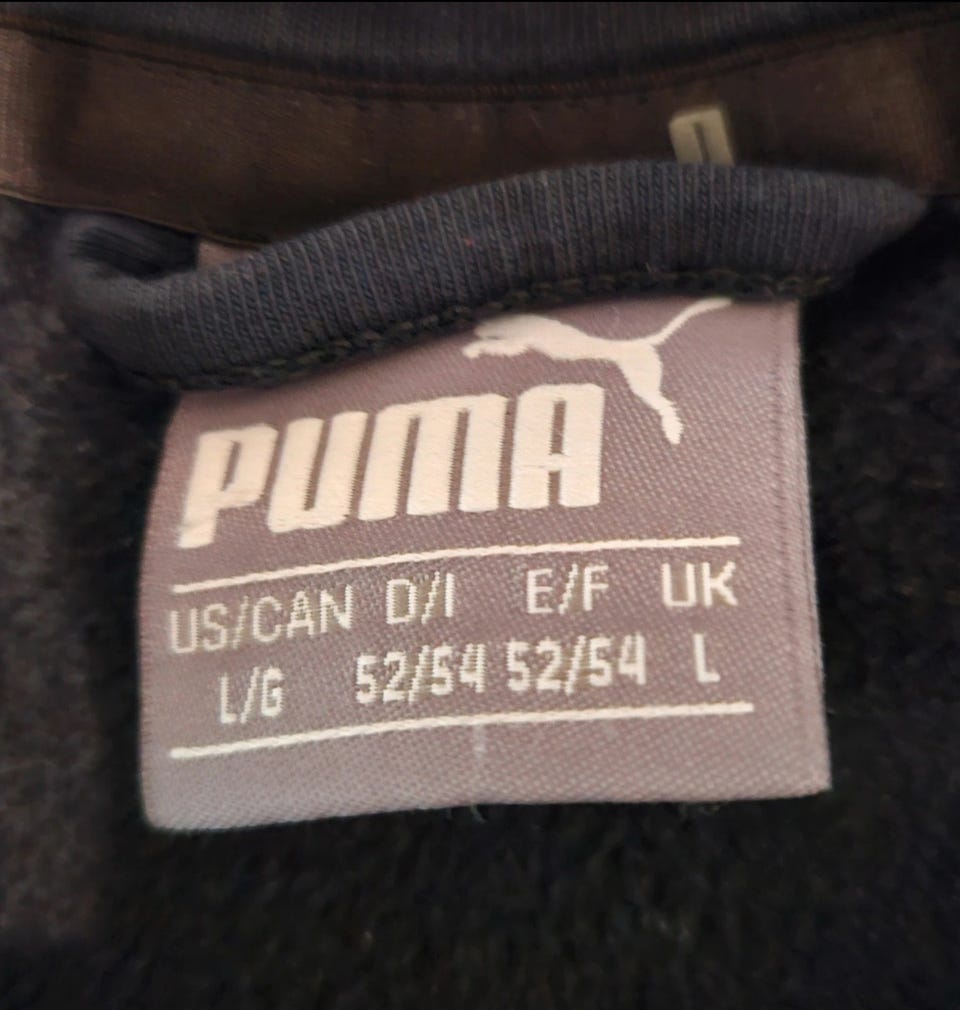 PUMA
US/CAN D/I E/F UK
L/G 52/54 52/54 L